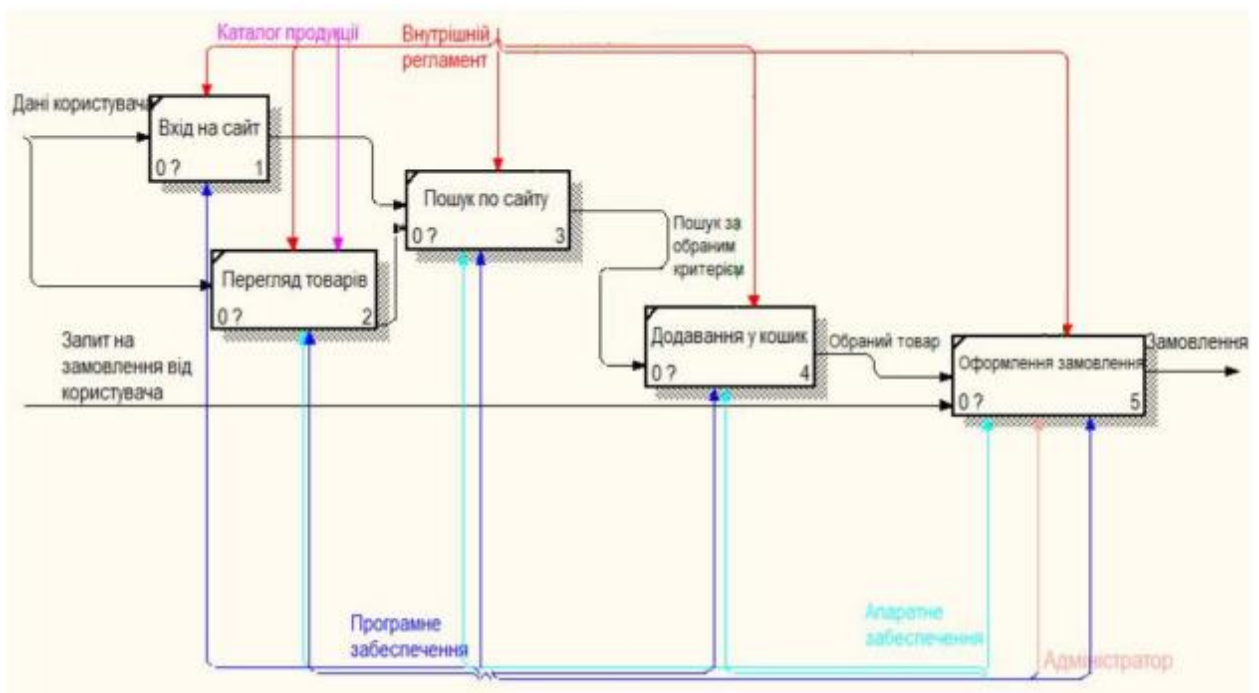 Каталог продукції
Внутрішній
регламент
Дані користувача
Вхід на сайт
0 ?
1
Пошук по сайту
0 ?
3
Пошук за
обраним
критерієм
Перегляд товарів
0 ?
2
Запит на
замовлення від
користувача
Додавання у кошик
0 ?
4
Обраний товар
Оформлення замовлення
0 ?
5
Замовлення
Програмне
забеспечення
Апаратне
забеспечення
Адміністратор